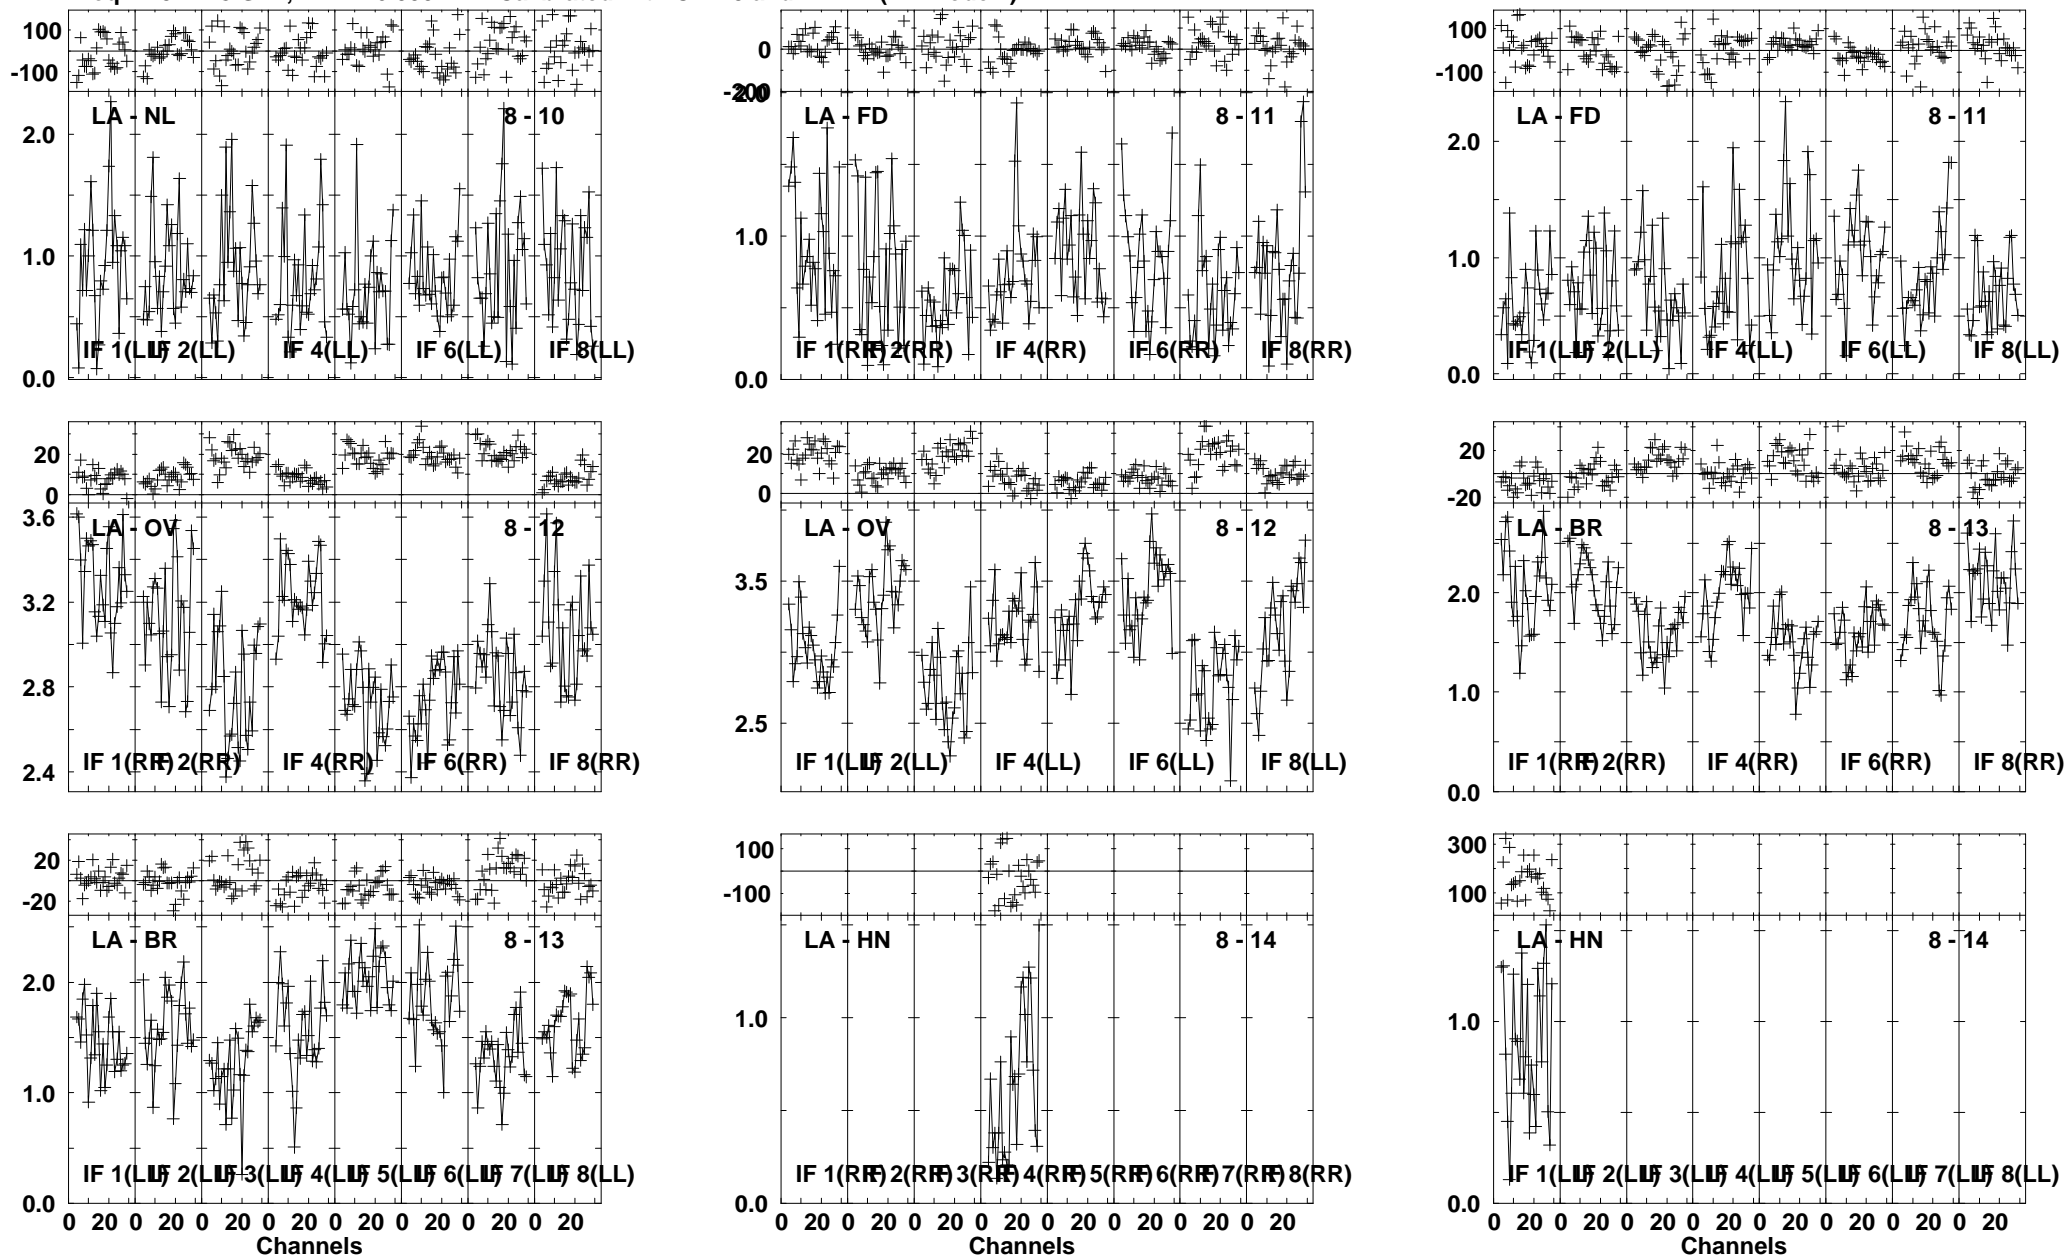 100
-100
LA - NL 8 - 10
2.0
1.0
0.0
IF 1(LL) IF 2(LL) IF 4(LL) IF 6(LL) IF 8(LL)
0
-200
2.0
LA - FD 8 - 11
1.0
0.0
IF 1(RR) IF 2(RR) IF 4(RR) IF 6(RR) IF 8(RR)
100
-100
LA - FD 8 - 11
2.0
1.0
0.0
IF 1(LL) IF 2(LL) IF 4(LL) IF 6(LL) IF 8(LL)
20
0
3.6
LA - OV 8 - 12
3.2
2.8
2.4
IF 1(RR) IF 2(RR) IF 4(RR) IF 6(RR) IF 8(RR)
20
0
LA - OV 8 - 12
3.5
2.5
IF 1(LL) IF 2(LL) IF 4(LL) IF 6(LL) IF 8(LL)
20
-20
LA - BR 8 - 13
2.0
1.0
0.0
IF 1(RR) IF 2(RR) IF 4(RR) IF 6(RR) IF 8(RR)
20
-20
LA - BR 8 - 13
2.0
1.0
0.0
IF 1(LL) IF 2(LL) IF 3(LL) IF 4(LL) IF 5(LL) IF 6(LL) IF 7(LL) IF 8(LL)
0 20 0 20 0 20 0 20 0 20 0 20 0 20 0 20
Channels
100
-100
LA - HN 8 - 14
1.0
0.0
IF 1(RR) IF 2(RR) IF 3(RR) IF 4(RR) IF 5(RR) IF 6(RR) IF 7(RR) IF 8(RR)
0 20 0 20 0 20 0 20 0 20 0 20 0 20 0 20
Channels
300
100
LA - HN 8 - 14
1.0
0.0
IF 1(LL) IF 2(LL) IF 3(LL) IF 4(LL) IF 5(LL) IF 6(LL) IF 7(LL) IF 8(LL)
0 20 0 20 0 20 0 20 0 20 0 20 0 20 0 20
Channels